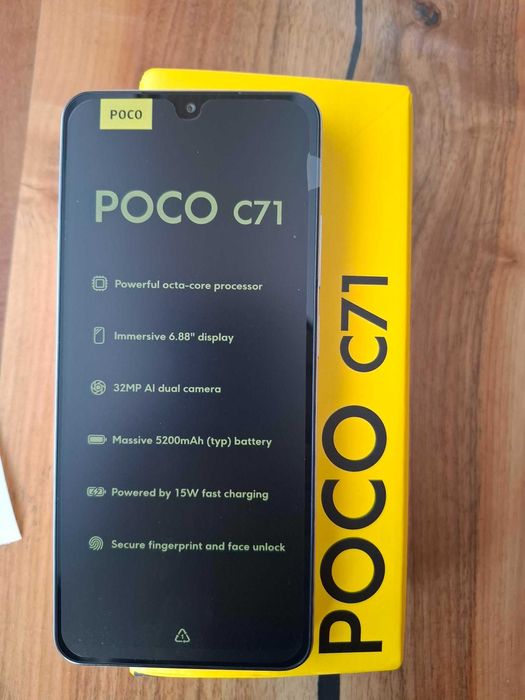 POCO
POCO C71
Powerful octa-core processor
Immersive 6.88" display
32MP AI dual camera
Massive 5200mAh (typ) battery
Powered by 15W fast charging
Secure fingerprint and face unlock
1
POCO C71